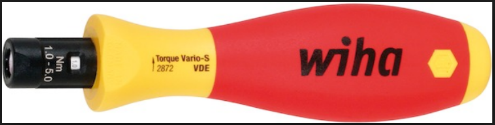 Nm
1,0 - 5,0
Torque Vario-S
2872 VDE
wiha